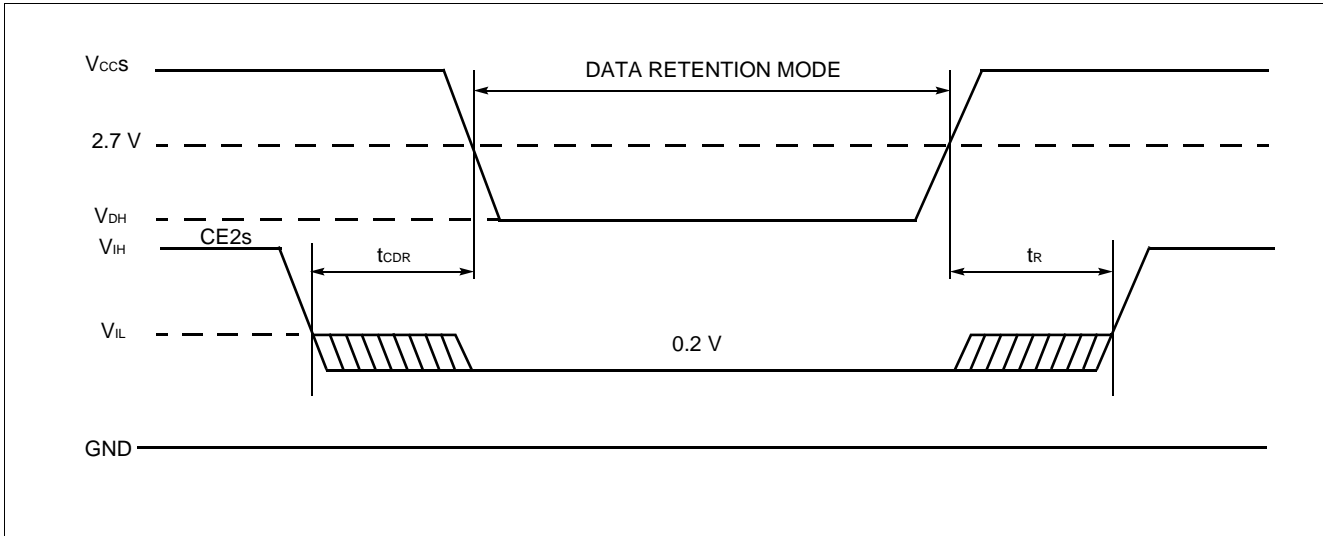 VCCS
DATA RETENTION MODE
2.7 V
VDH
VIH
CE2s
tCDR
tR
VIL
0.2 V
GND